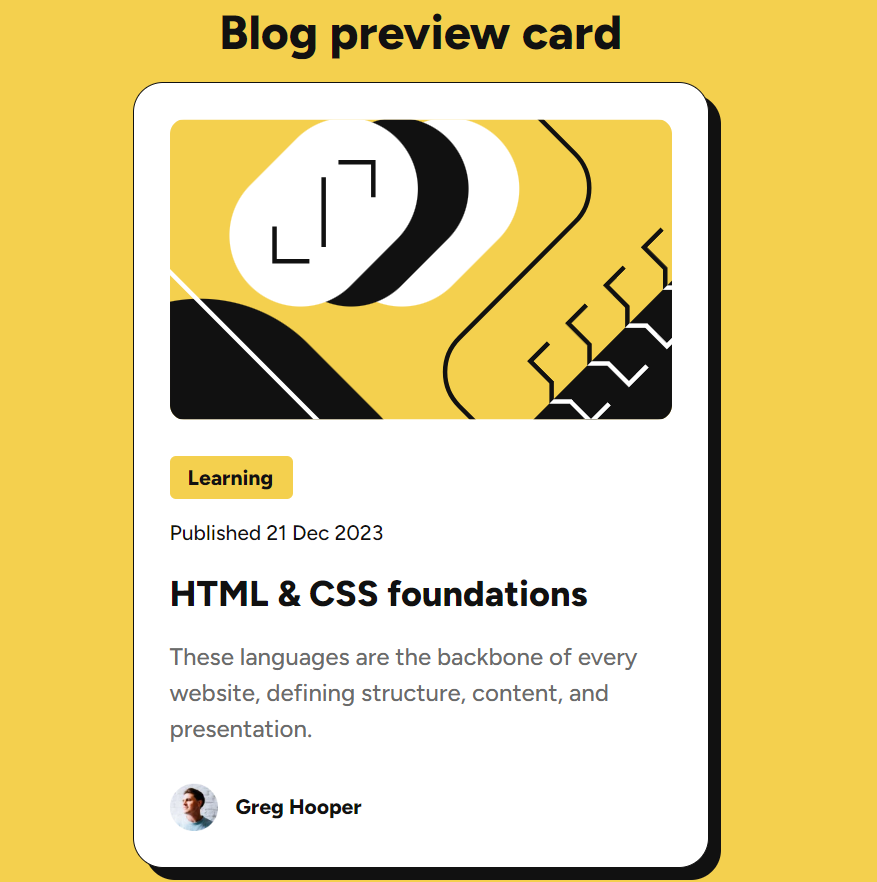 Blog preview card
Learning
Published 21 Dec 2023
HTML & CSS foundations
These languages are the backbone of every
website, defining structure, content, and
presentation.
Greg Hooper